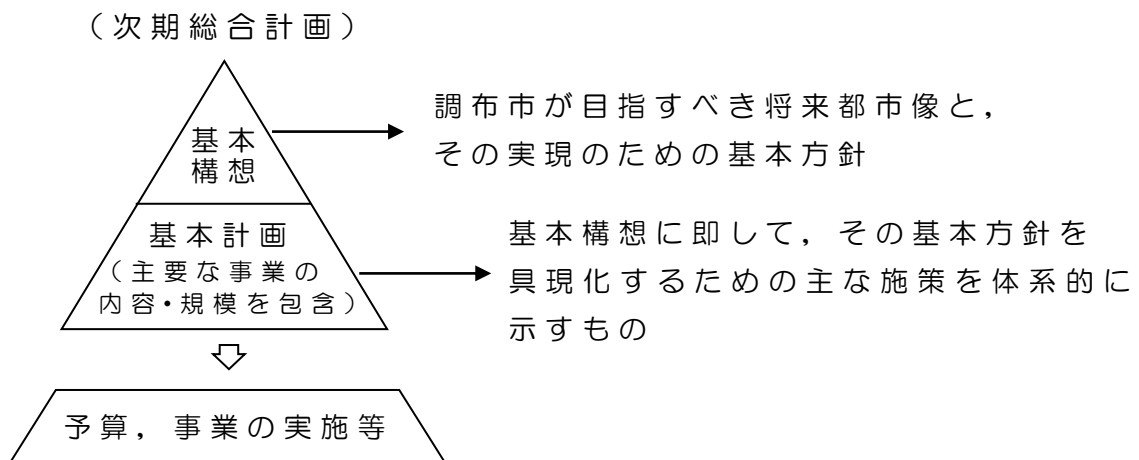 （次期総合計画）
基本
構想
調布市が目指すべき将来都市像と，
その実現のための基本方針
基本計画
（主要な事業の
内容・規模を包含）
基本構想に即して，その基本方針を
具現化するための主な施策を体系的に
示すもの
予算，事業の実施等